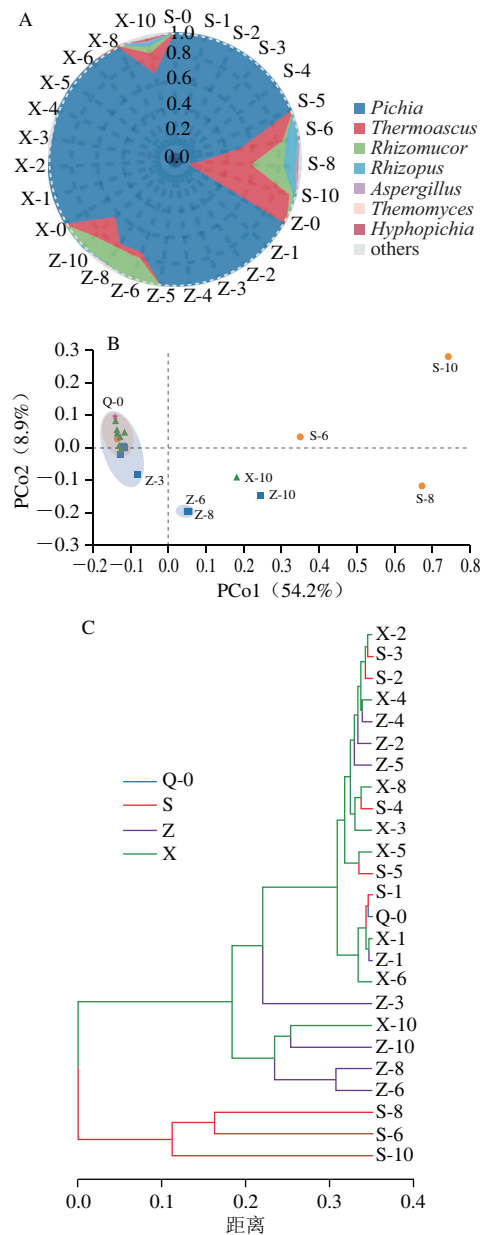 A
S-0
S-1
S-2
S-3
S-4
S-5
S-6
S-8
S-10
Z-0
Z-1
Z-2
Z-3
Z-4
Z-5
Z-6
Z-8
Z-10
X-0
X-1
X-2
X-3
X-4
X-5
X-6
X-8
X-10
1.0
0.8
0.6
0.4
0.2
0.0
Pichia
Thermoascus
Rhizomucor
Rhizopus
Aspergillus
Themomyces
Hyphopichia
others
B
PCo2（8.9%）
0.3
0.2
0.1
0.0
−0.1
−0.2
−0.3
Q-0
Z-3
Z-6
Z-8
X-10
Z-10
S-6
S-8
S-10
−0.2
−0.1
0.0
0.1
0.2
0.3
0.4
0.5
0.6
0.7
0.8
PCo1（54.2%）
C
Q-0
S
Z
X
X-2
S-3
S-2
X-4
Z-4
Z-2
Z-5
X-8
S-4
X-3
X-5
S-5
S-1
Q-0
X-1
Z-1
X-6
Z-3
X-10
Z-10
Z-8
Z-6
S-8
S-6
S-10
0.0 0.1 0.2 0.3 0.4
距离